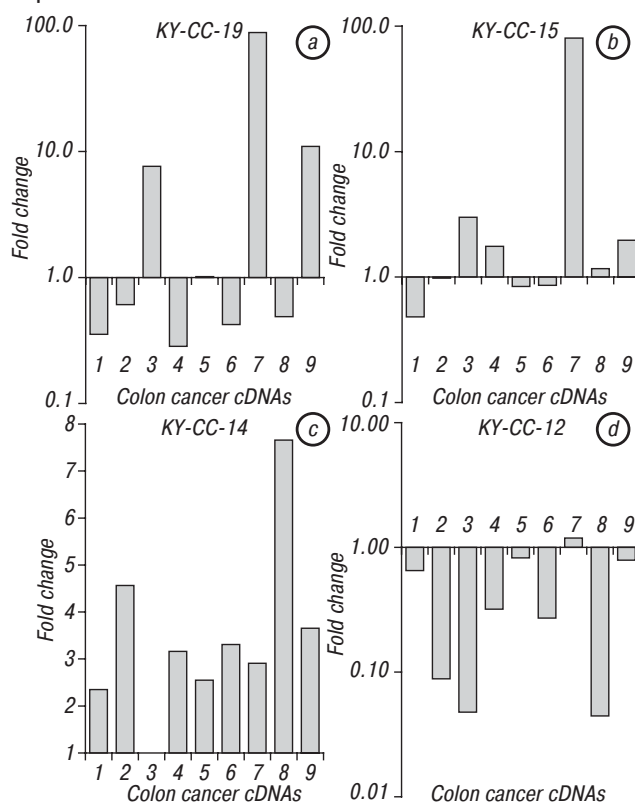 KY-CC-19 a
100.0
10.0
1.0
0.1
Fold change
1 2 3 4 5 6 7 8 9
Colon cancer cDNAs
KY-CC-15 b
100.0
10.0
1.0
0.1
Fold change
1 2 3 4 5 6 7 8 9
Colon cancer cDNAs
KY-CC-14 c
8
7
6
5
4
3
2
1
Fold change
1 2 3 4 5 6 7 8 9
Colon cancer cDNAs
KY-CC-12 d
10.00
1.00
0.10
0.01
Fold change
1 2 3 4 5 6 7 8 9
Colon cancer cDNAs